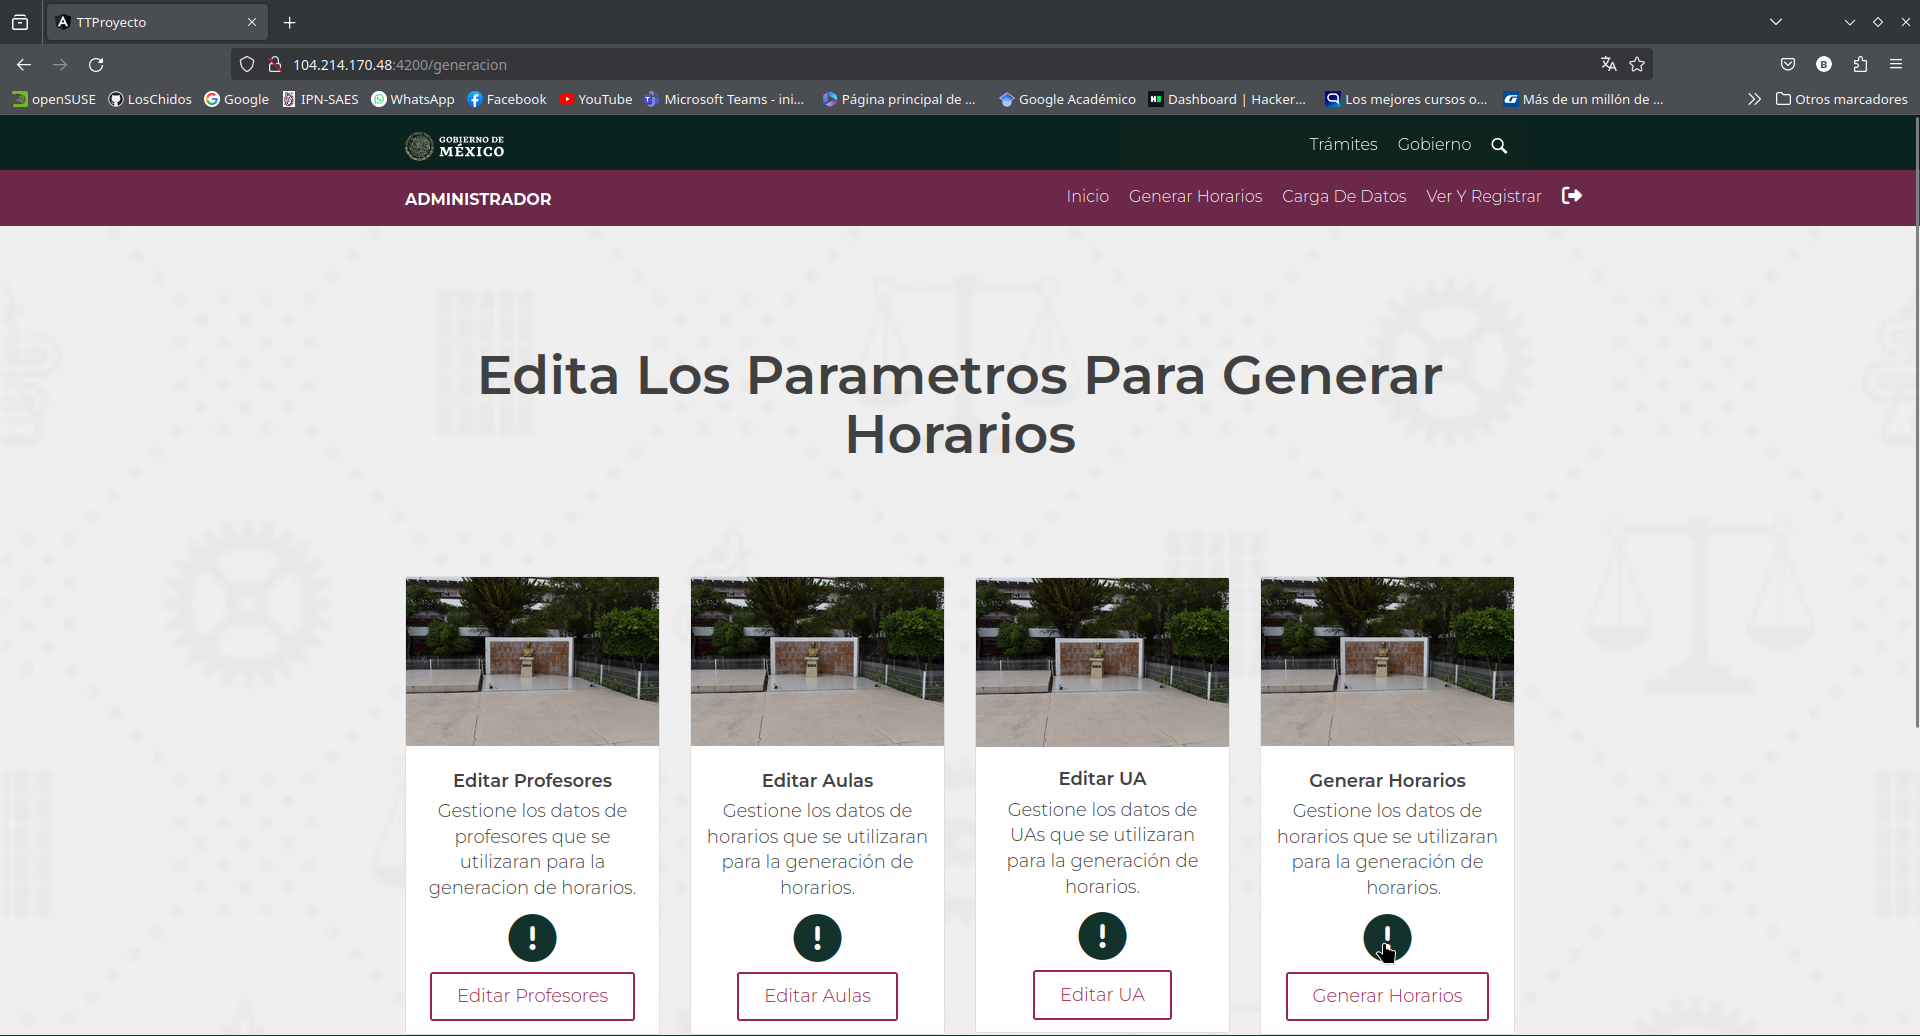 TTProyecto
104.214.170.48:4200/generacion
openSUSE LosChidos Google IPN-SAES WhatsApp Facebook YouTube Microsoft Teams - ini... Página principal de ... Google Académico Dashboard | Hacker... Los mejores cursos o... Más de un millón de ... Otros marcadores
GOBIERNO DE
MÉXICO
Trámites Gobierno
ADMINISTRADOR
Inicio Generar Horarios Carga De Datos Ver Y Registrar
Edita Los Parametros Para Generar
Horarios
Editar Profesores
Gestione los datos de
profesores que se
utilizaran para la
generacion de horarios.
!
Editar Profesores
Editar Aulas
Gestione los datos de
horarios que se utilizaran
para la generación de
horarios.
!
Editar Aulas
Editar UA
Gestione los datos de
UAs que se utilizaran
para la generación de
horarios.
!
Editar UA
Generar Horarios
Gestione los datos de
horarios que se utilizaran
para la generación de
horarios.
!
Generar Horarios